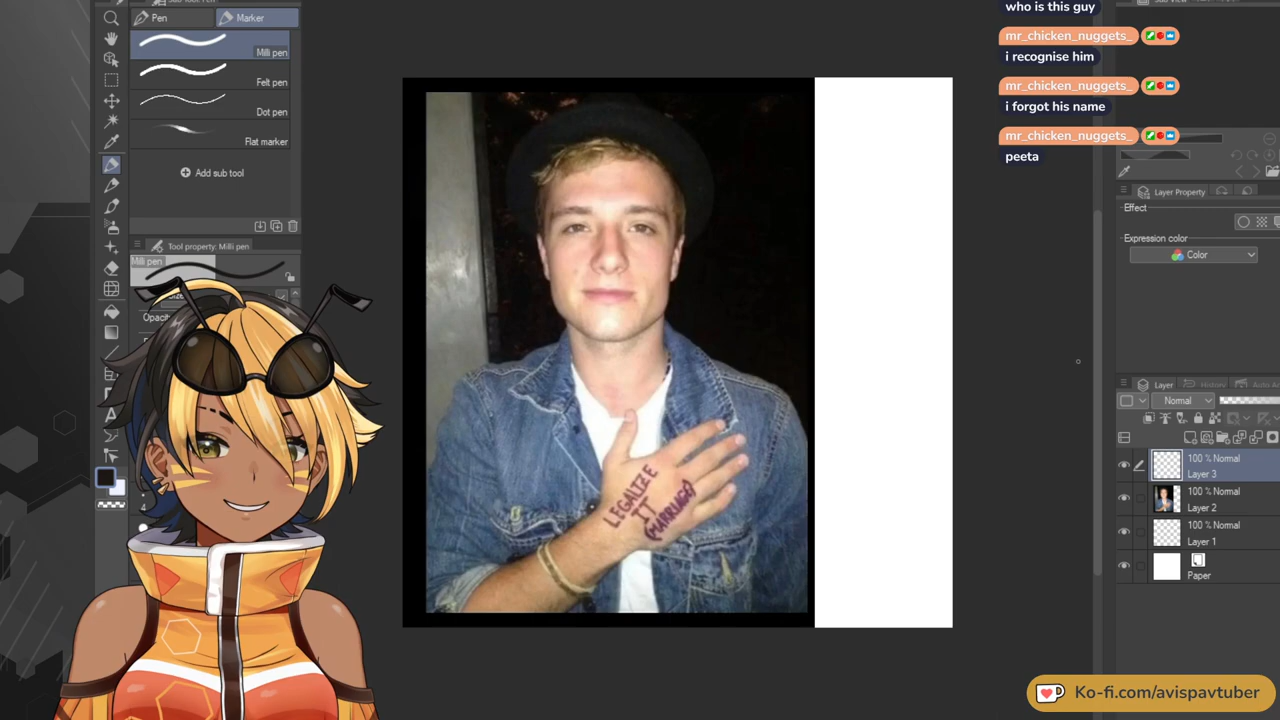 Pen
Marker
Milli pen
Felt pen
Dot pen
Flat marker
Add sub tool
Tool property: Milli pen
Milli pen
LEGALIZE
IT
(MARRIAGE)
who is this guy
mr_chicken_nuggets_
i recognise him
mr_chicken_nuggets_
i forgot his name
mr_chicken_nuggets_
peeta
Layer Property
Effect
Expression color
Color
Layer
History
Normal
100 % Normal
Layer 3
100 % Normal
Layer 2
100 % Normal
Layer 1
Paper
Ko-fi.com/avispavtuber